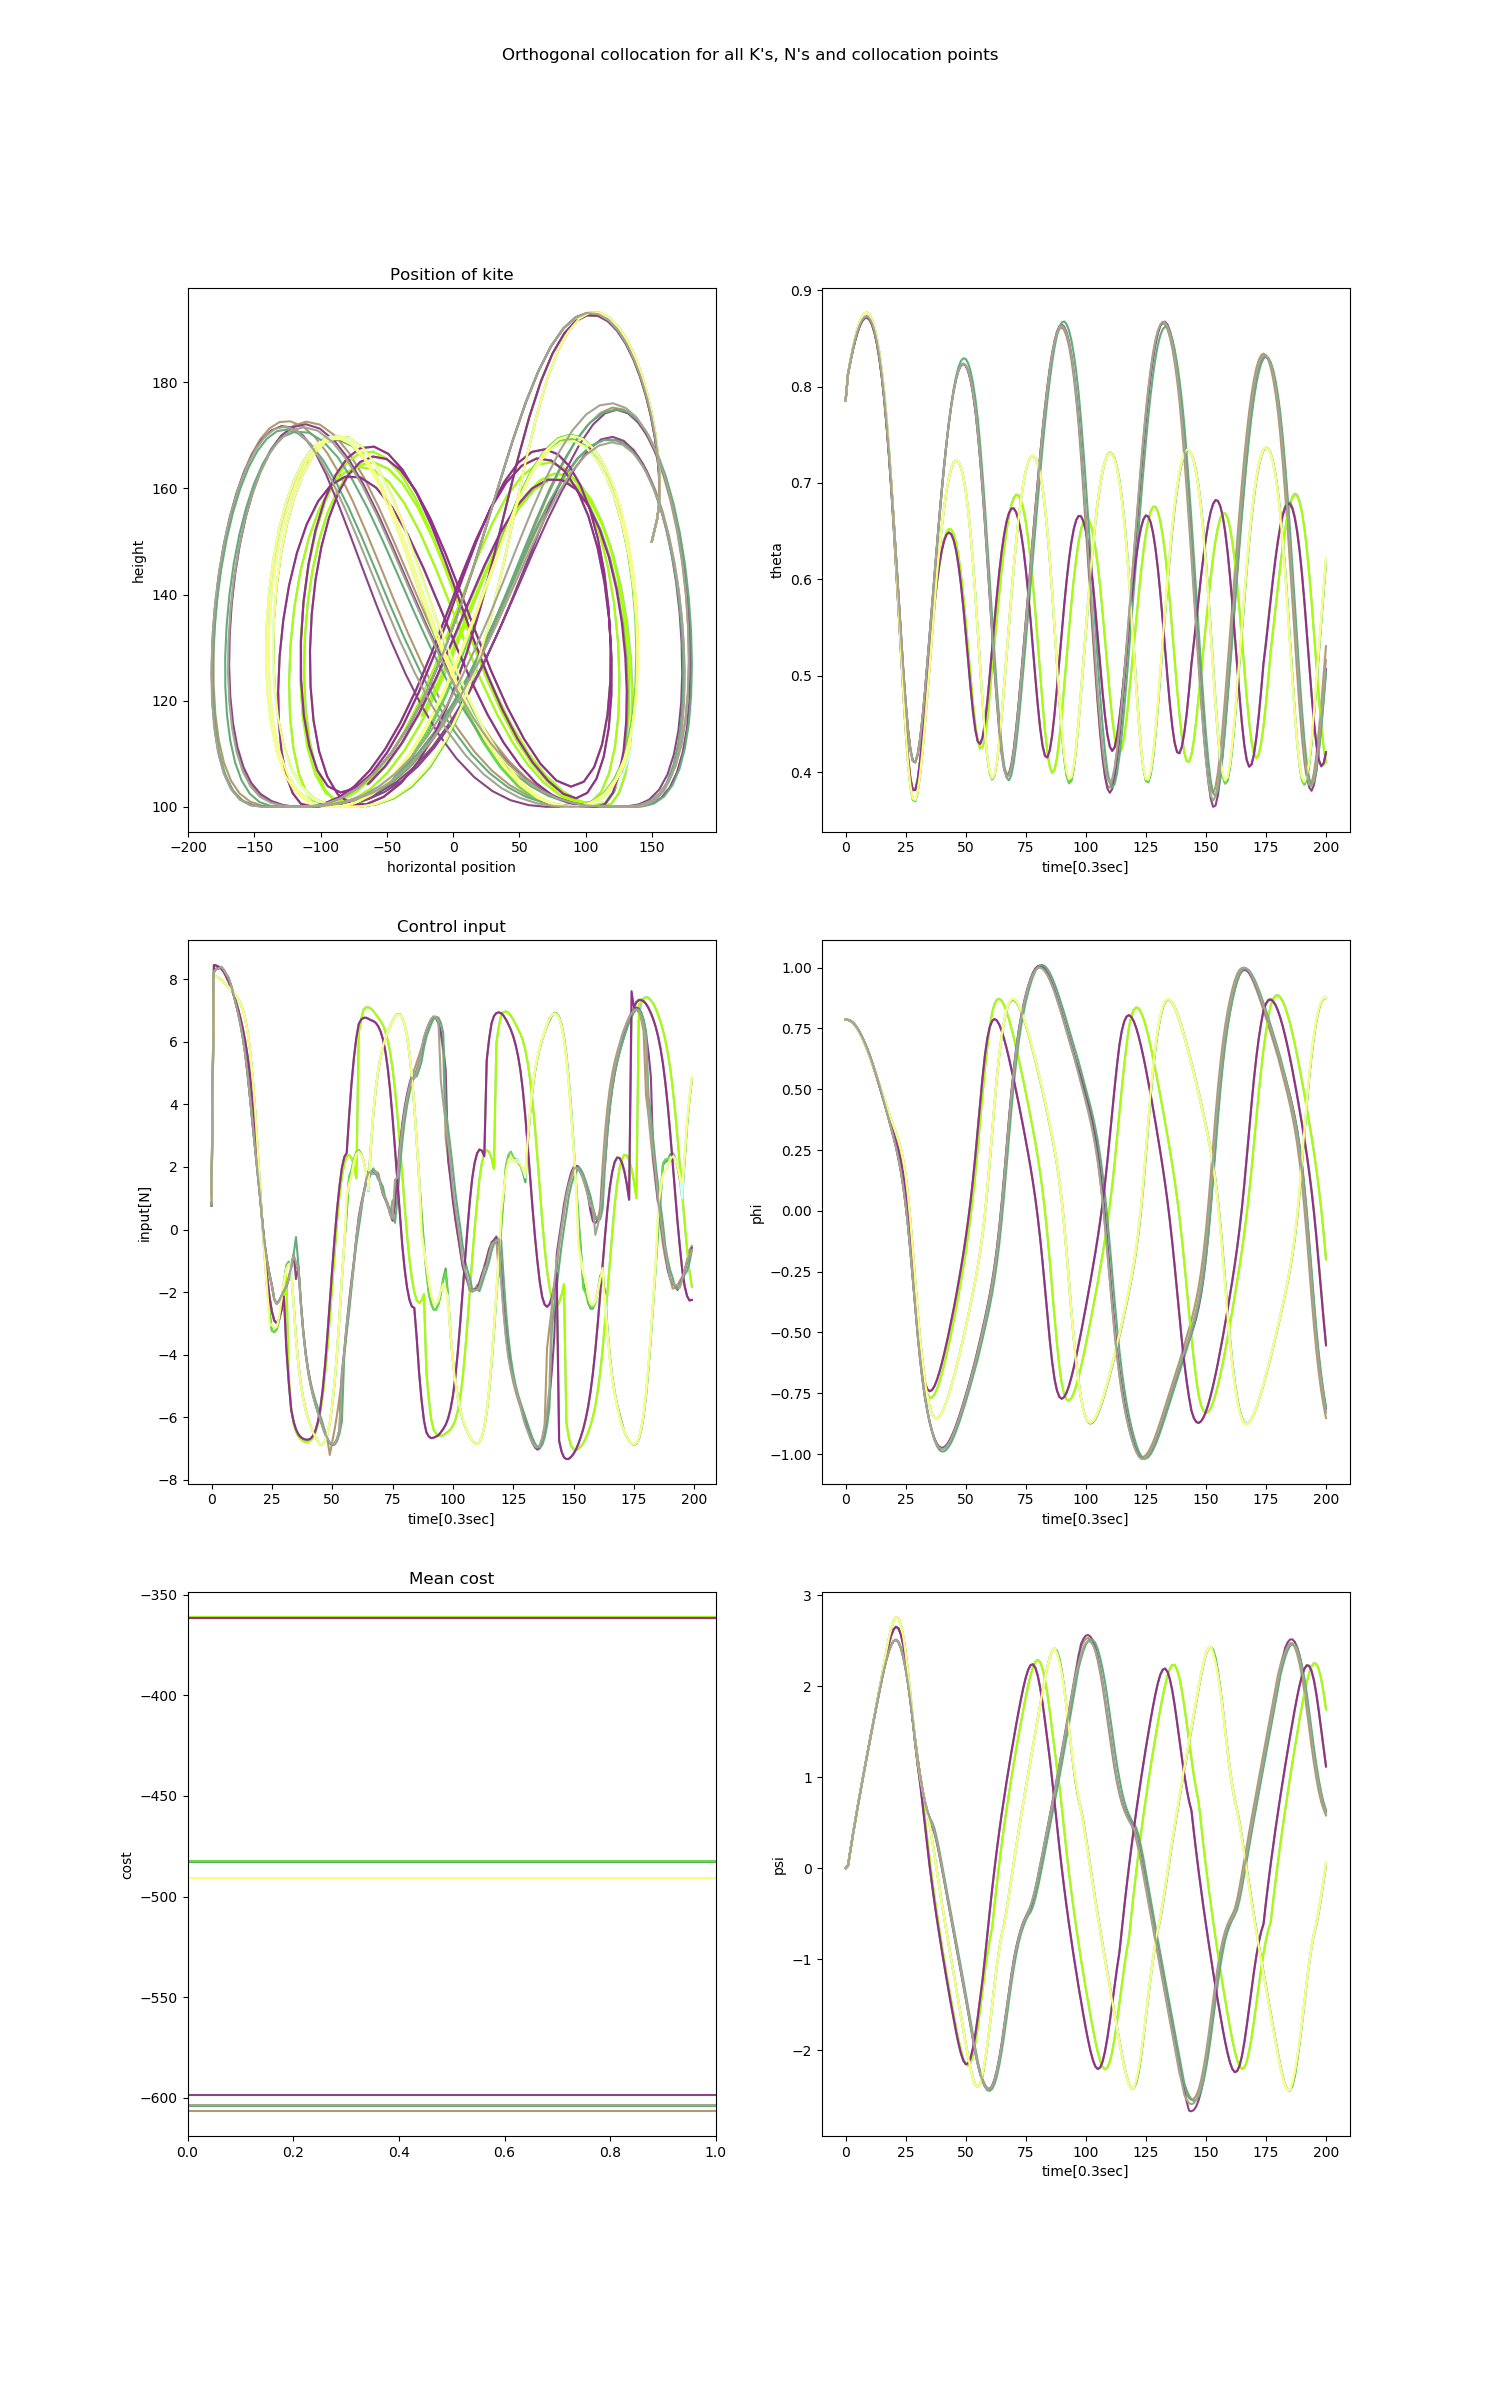 Orthogonal collocation for all K's, N's and collocation points
Position of kite
height
180
160
140
120
100
−200 −150 −100 −50 0 50 100 150
horizontal position
theta
0.9
0.8
0.7
0.6
0.5
0.4
0 25 50 75 100 125 150 175 200
time[0.3sec]
Control input
input[N]
8
6
4
2
0
−2
−4
−6
−8
0 25 50 75 100 125 150 175 200
time[0.3sec]
phi
1.00
0.75
0.50
0.25
0.00
−0.25
−0.50
−0.75
−1.00
0 25 50 75 100 125 150 175 200
time[0.3sec]
Mean cost
cost
−350
−400
−450
−500
−550
−600
0.0 0.2 0.4 0.6 0.8 1.0
psi
3
2
1
0
−1
−2
0 25 50 75 100 125 150 175 200
time[0.3sec]